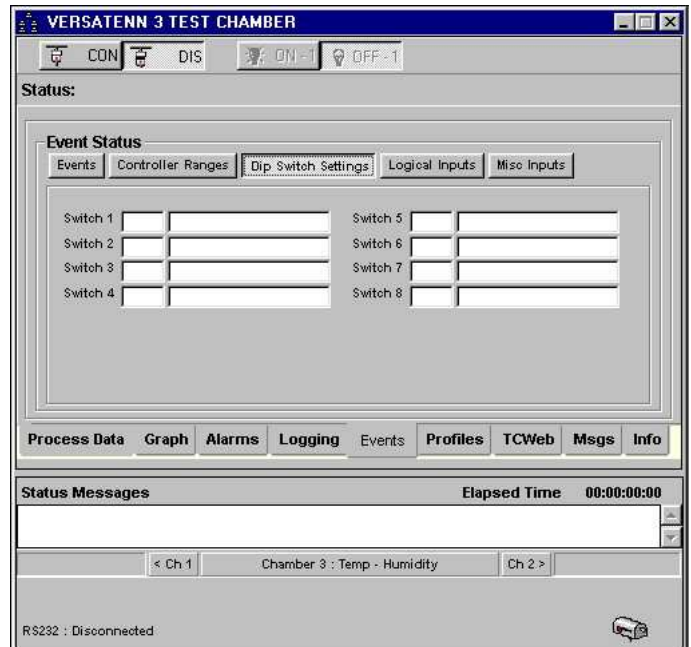 VERSATENN 3 TEST CHAMBER
CON DIS ON - 1 OFF - 1
Status:
Event Status
Events Controller Ranges Dip Switch Settings Logical Inputs Misc Inputs
Switch 1 Switch 5
Switch 2 Switch 6
Switch 3 Switch 7
Switch 4 Switch 8
Process Data Graph Alarms Logging Events Profiles TCWeb Msgs Info
Status Messages Elapsed Time 00:00:00:00
< Ch 1 Chamber 3 : Temp - Humidity Ch 2 >
RS232 : Disconnected